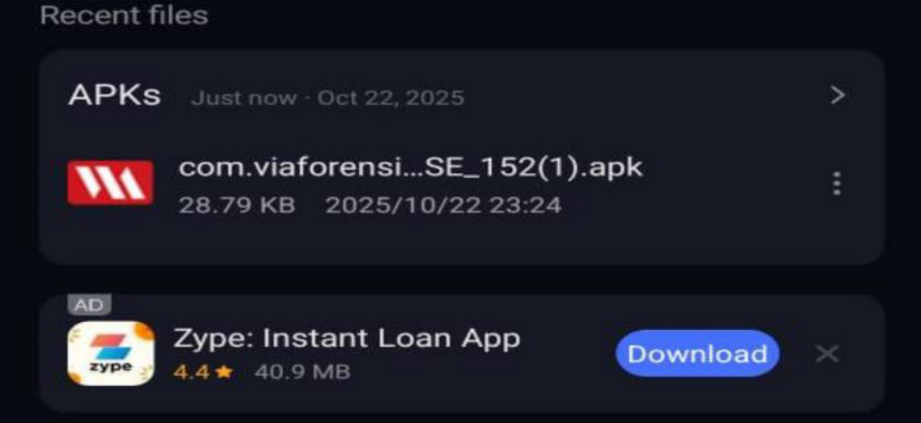 Recent files
APKs Just now · Oct 22, 2025
com.viaforensi...SE_152(1).apk
28.79 KB 2025/10/22 23:24
AD
Zype: Instant Loan App
zype
4.4★ 40.9 MB
Download